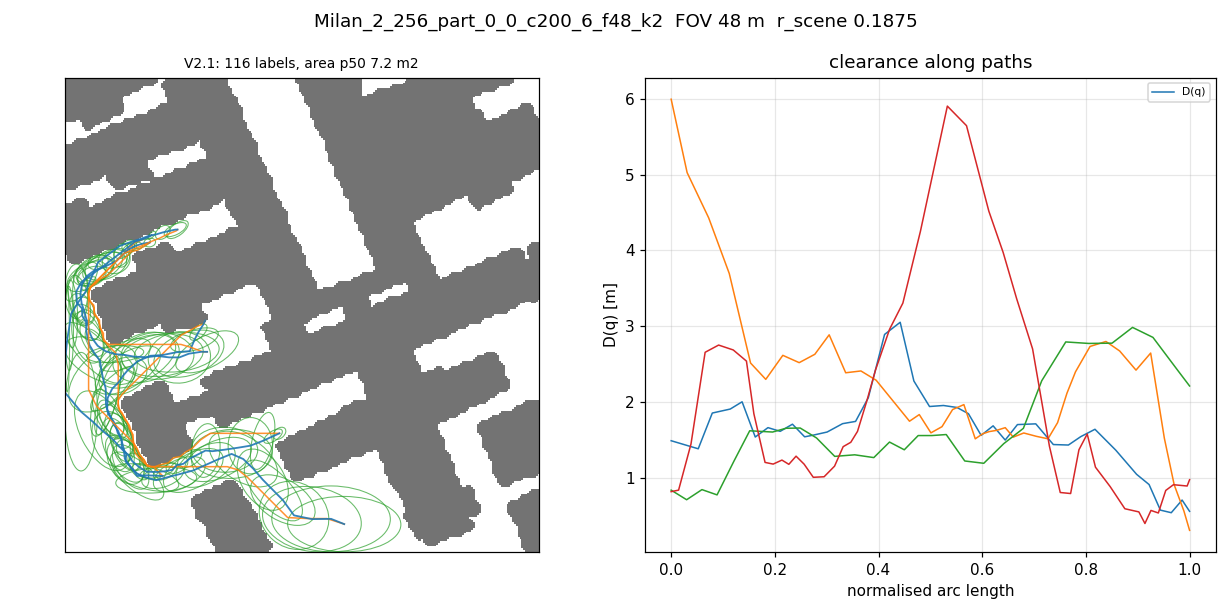 Milan_2_256_part_0_0_c200_6_f48_k2  FOV 48 m  r_scene 0.1875
V2.1: 116 labels, area p50 7.2 m2
clearance along paths
D(q)
D(q) [m]
6
5
4
3
2
1
0.0 0.2 0.4 0.6 0.8 1.0
normalised arc length